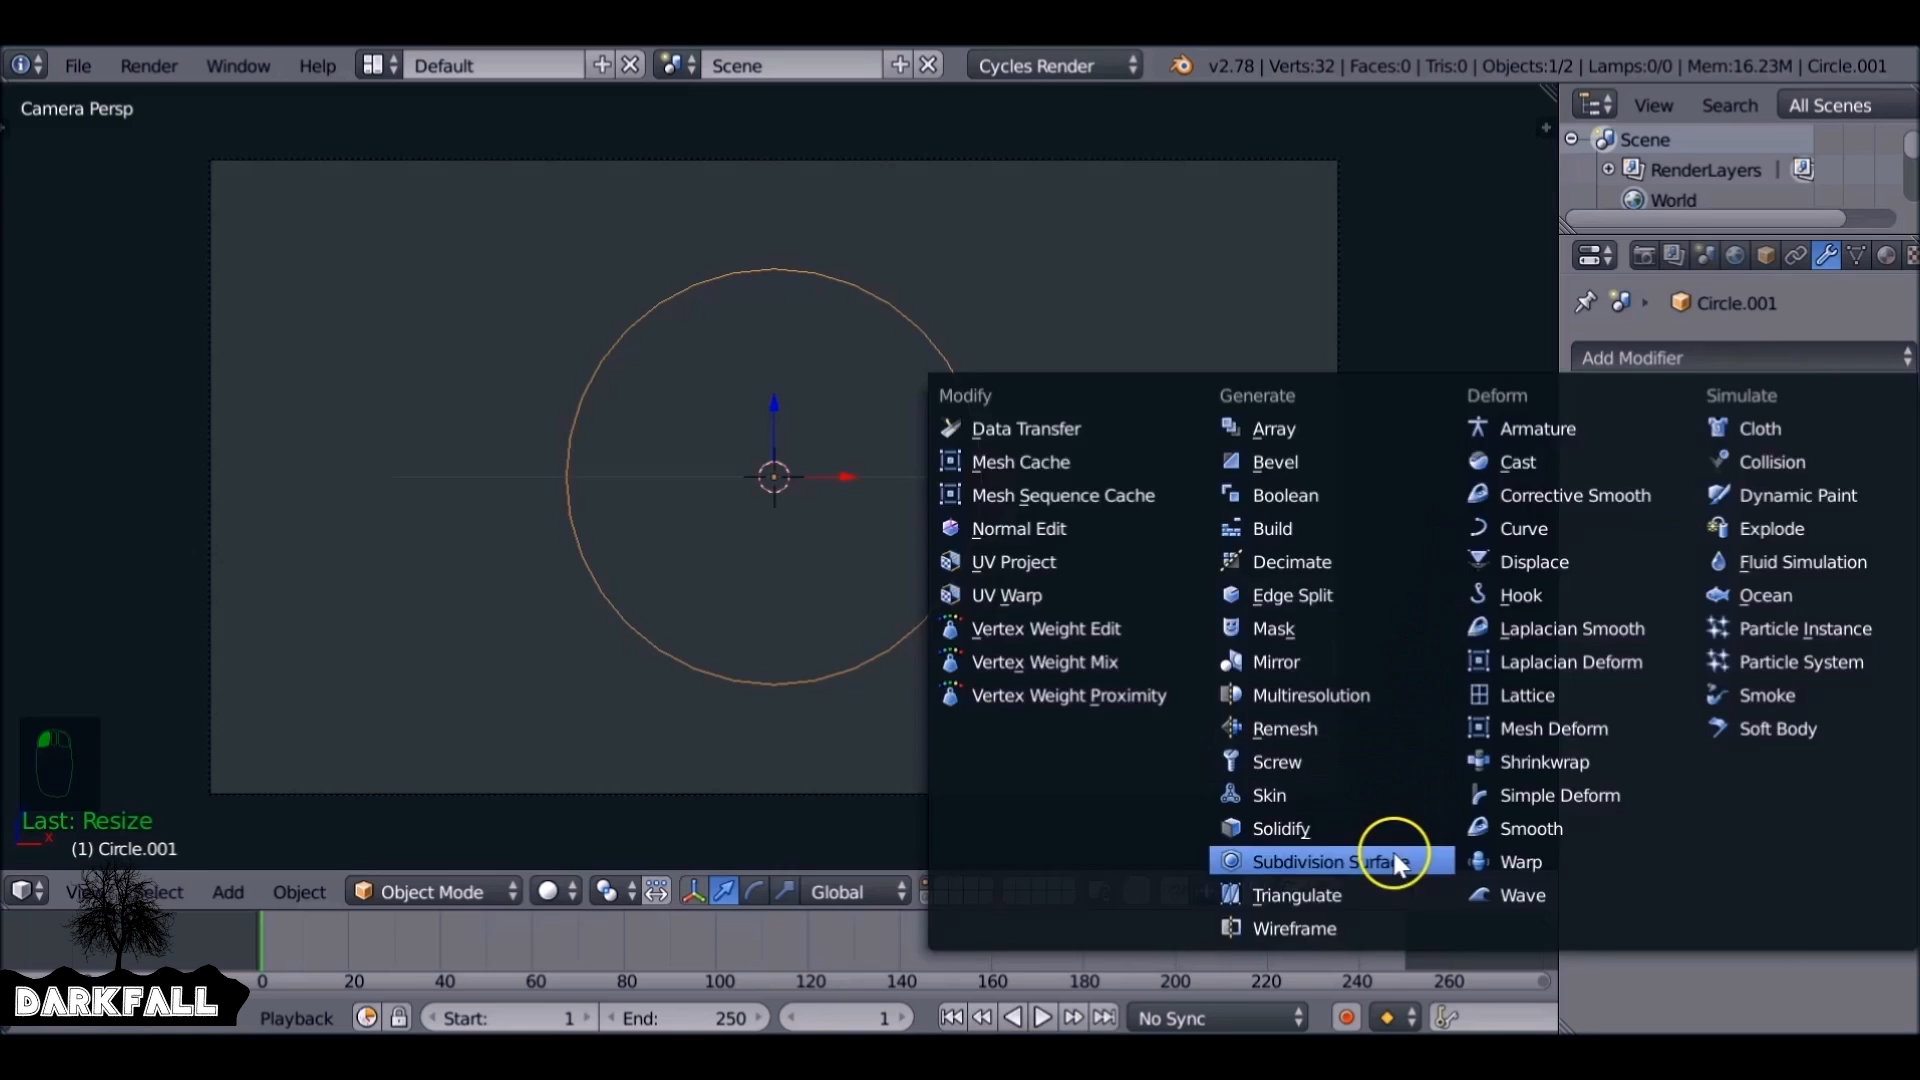 File Render Window Help Default Scene Cycles Render v2.78 | Verts:32 | Faces:0 | Tris:0 | Objects:1/2 | Lamps:0/0 | Mem:16.23M | Circle.001
Camera Persp
View Search All Scenes
Scene
RenderLayers |
World
Circle.001
Add Modifier
Modify
Data Transfer
Mesh Cache
Mesh Sequence Cache
Normal Edit
UV Project
UV Warp
Vertex Weight Edit
Vertex Weight Mix
Vertex Weight Proximity
Generate
Array
Bevel
Boolean
Build
Decimate
Edge Split
Mask
Mirror
Multiresolution
Remesh
Screw
Skin
Solidify
Subdivision Surface
Triangulate
Wireframe
Deform
Armature
Cast
Corrective Smooth
Curve
Displace
Hook
Laplacian Smooth
Laplacian Deform
Lattice
Mesh Deform
Shrinkwrap
Simple Deform
Smooth
Warp
Wave
Simulate
Cloth
Collision
Dynamic Paint
Explode
Fluid Simulation
Ocean
Particle Instance
Particle System
Smoke
Soft Body
Last: Resize
x
(1) Circle.001
Add Object Object Mode Global
0 20 40 60 80 100 120 140 160 180 200 220 240 260
DARKFALL
Playback Start: 1 End: 250 1 No Sync